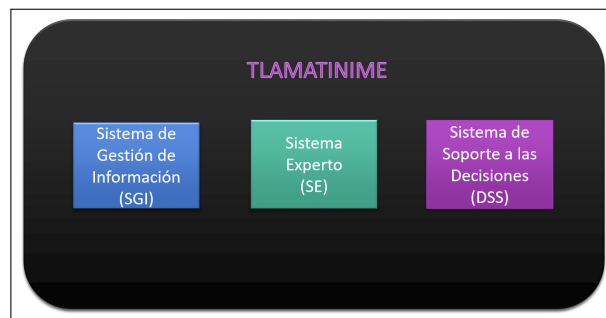 TLAMATINIME
Sistema de
Gestión de
Información
(SGI)
Sistema
Experto
(SE)
Sistema de
Soporte a las
Decisiones
(DSS)